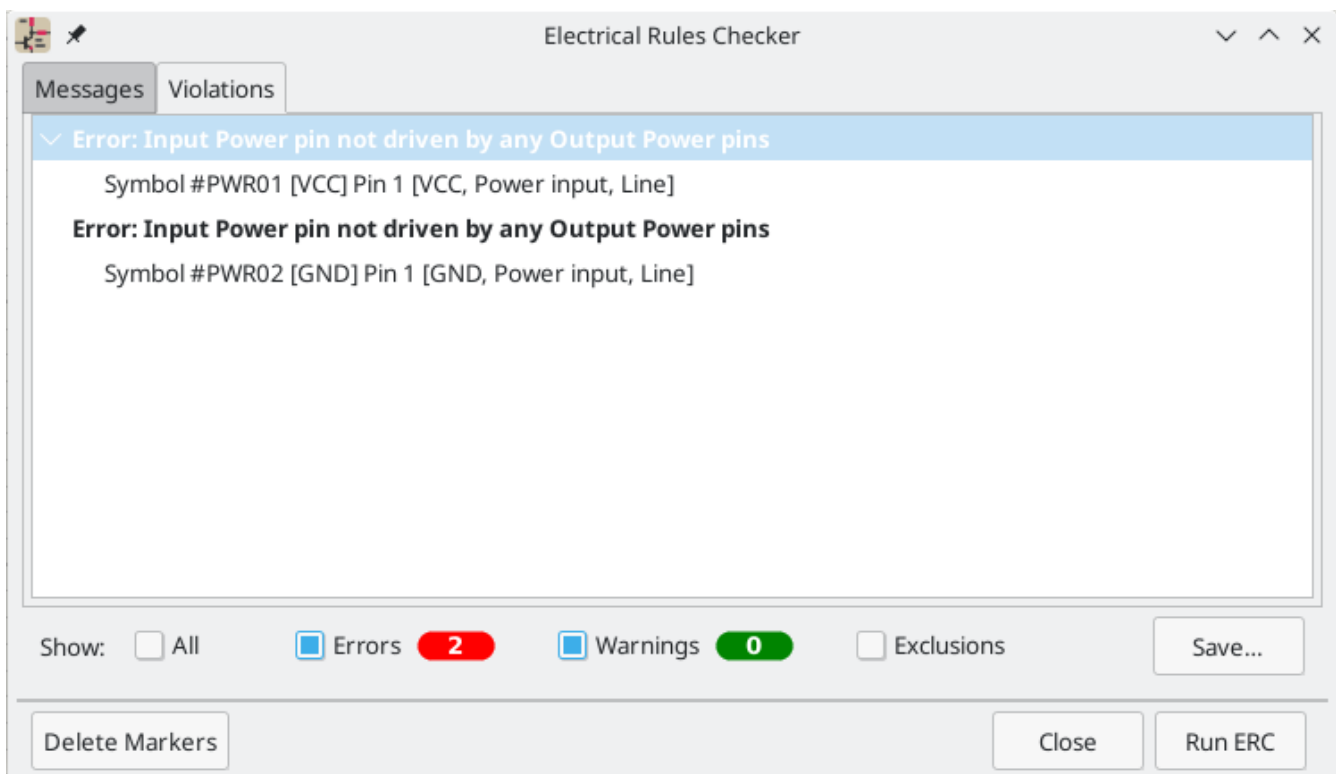 Electrical Rules Checker
Messages Violations
Error: Input Power pin not driven by any Output Power pins
Symbol #PWR01 [VCC] Pin 1 [VCC, Power input, Line]
Error: Input Power pin not driven by any Output Power pins
Symbol #PWR02 [GND] Pin 1 [GND, Power input, Line]
Show: All Errors 2 Warnings 0 Exclusions Save...
Delete Markers Close Run ERC